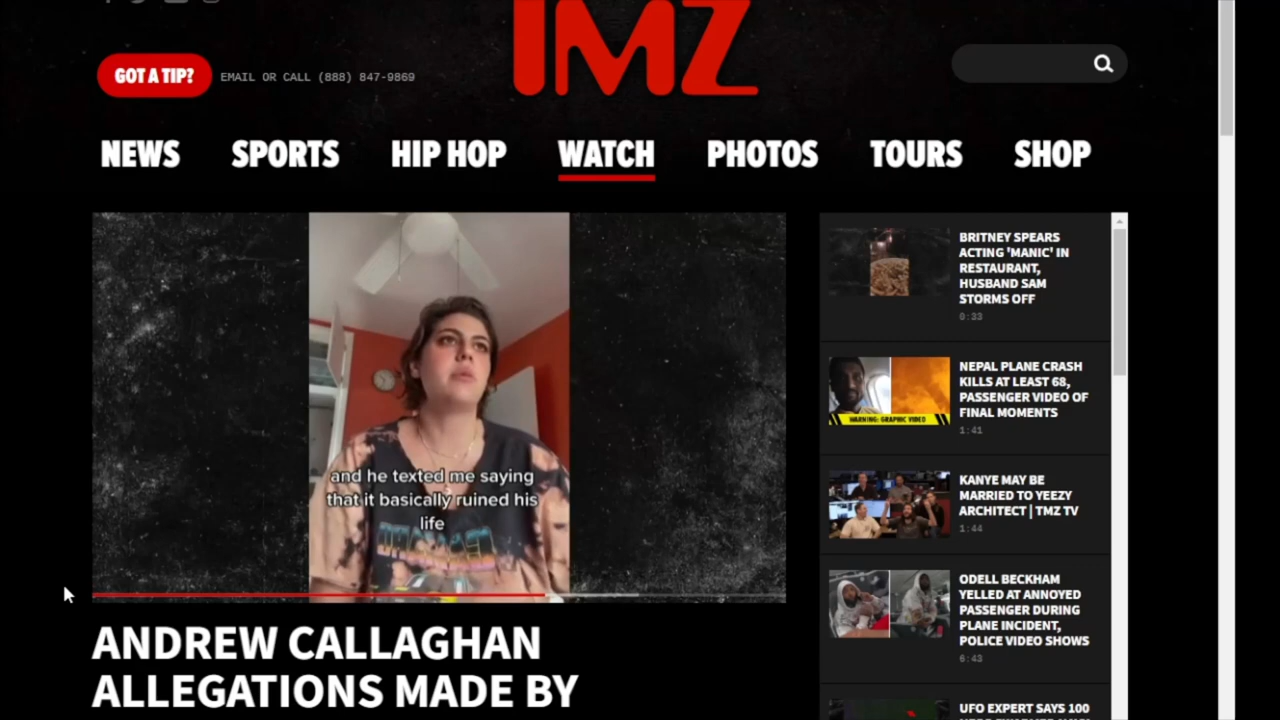 TMZ
GOT A TIP?
EMAIL OR CALL (888) 847-9869
NEWS
SPORTS
HIP HOP
WATCH
PHOTOS
TOURS
SHOP
and he texted me saying
that it basically ruined his
life
ANDREW CALLAGHAN
ALLEGATIONS MADE BY
BRITNEY SPEARS
ACTING 'MANIC' IN
RESTAURANT,
HUSBAND SAM
STORMS OFF
0:33
WARNING: GRAPHIC VIDEO
NEPAL PLANE CRASH
KILLS AT LEAST 68,
PASSENGER VIDEO OF
FINAL MOMENTS
1:41
KANYE MAY BE
MARRIED TO YEEZY
ARCHITECT | TMZ TV
1:44
ODELL BECKHAM
YELLED AT ANNOYED
PASSENGER DURING
PLANE INCIDENT,
POLICE VIDEO SHOWS
6:43
UFO EXPERT SAYS 100